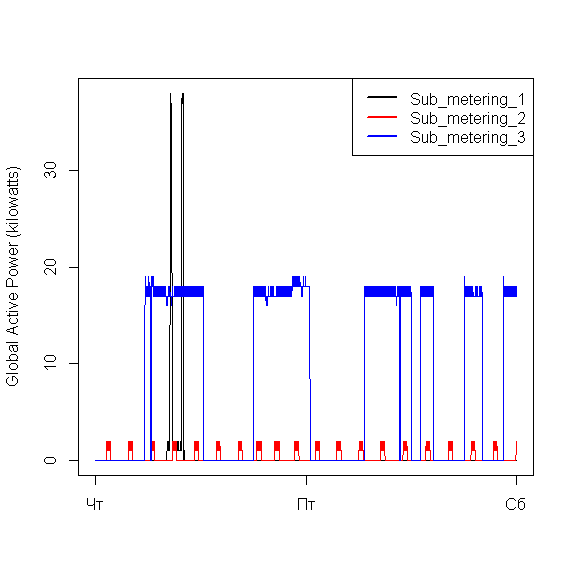 Sub_metering_1
Sub_metering_2
Sub_metering_3
Global Active Power (kilowatts)
30
20
10
0
Чт
Пт
Сб